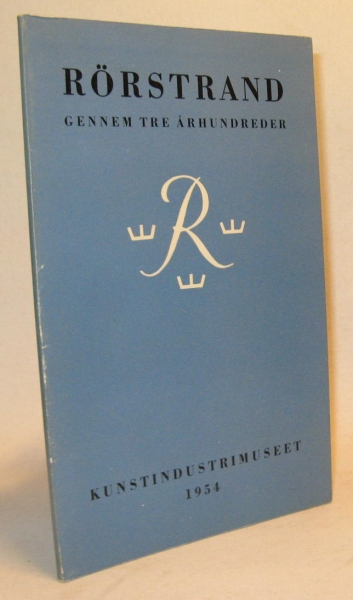 RÖRSTRAND
GENNEM TRE ÅRHUNDREDER
R
KUNSTINDUSTRIMUSEET
1954